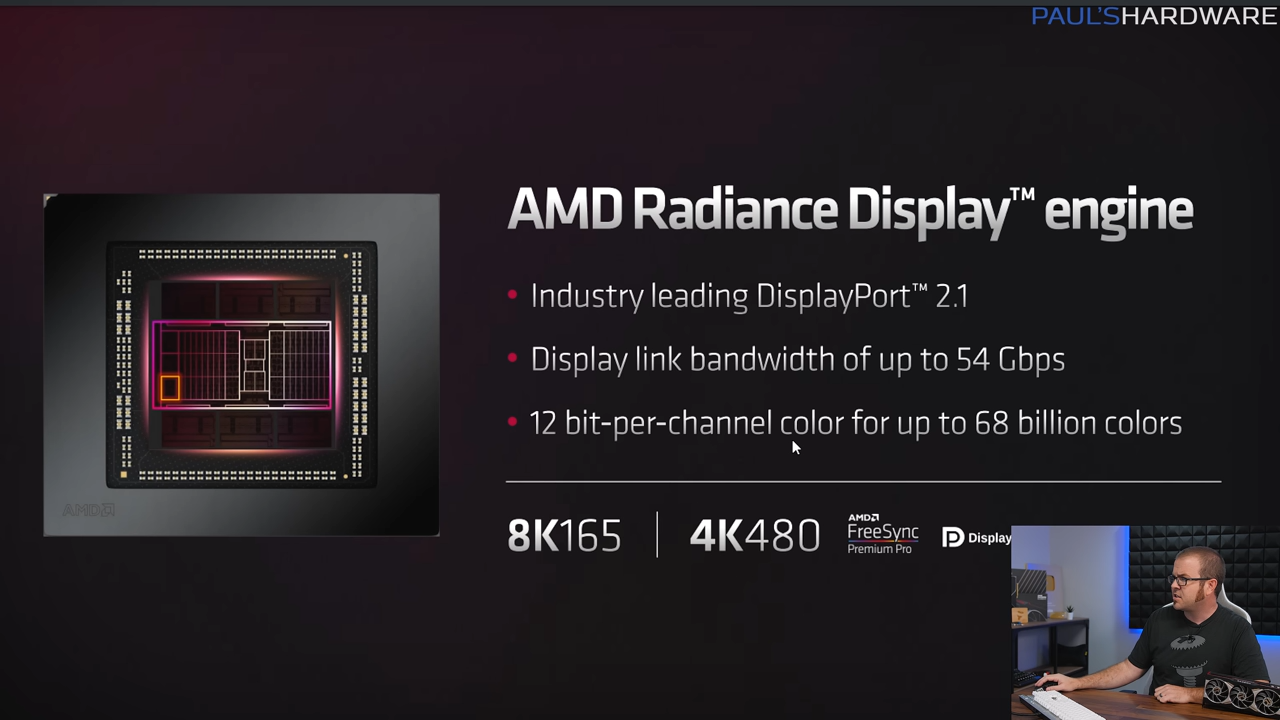 PAUL'SHARDWARE
AMD Radiance Display™ engine
• Industry leading DisplayPort™ 2.1
• Display link bandwidth of up to 54 Gbps
• 12 bit-per-channel color for up to 68 billion colors
8K165 | 4K480
AMD
FreeSync
Premium Pro
Display
AMD